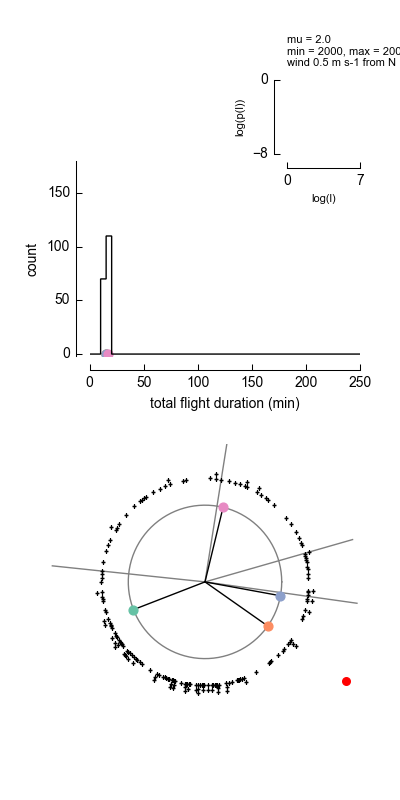 mu = 2.0
min = 2000, max = 200
wind 0.5 m s-1 from N
0
log(p(l))
−8
0 7
log(l)
150
count
100
50
0
0 50 100 150 200 250
total flight duration (min)